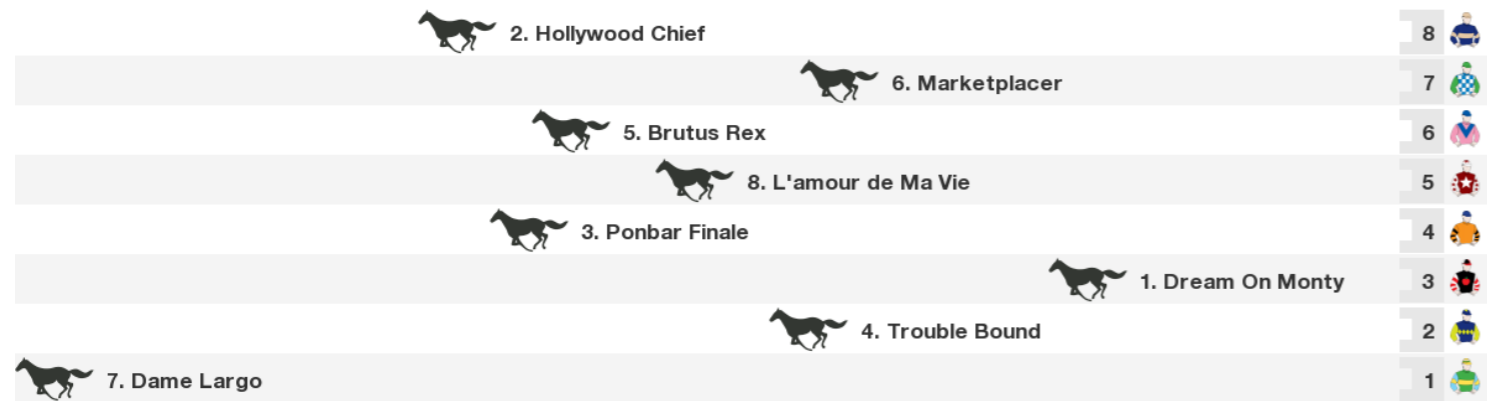 2. Hollywood Chief 8
6. Marketplacer 7
5. Brutus Rex 6
8. L'amour de Ma Vie 5
3. Ponbar Finale 4
1. Dream On Monty 3
4. Trouble Bound 2
7. Dame Largo 1